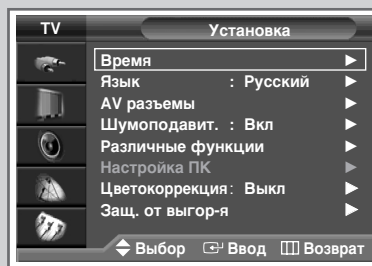 TV Установка
Время
Язык : Русский
AV разъемы
Шумоподавит. : Вкл
Различные функции
Настройка ПК
Цветокоррекция: Выкл
Защ. от выгор-я
Выбор Ввод Возврат